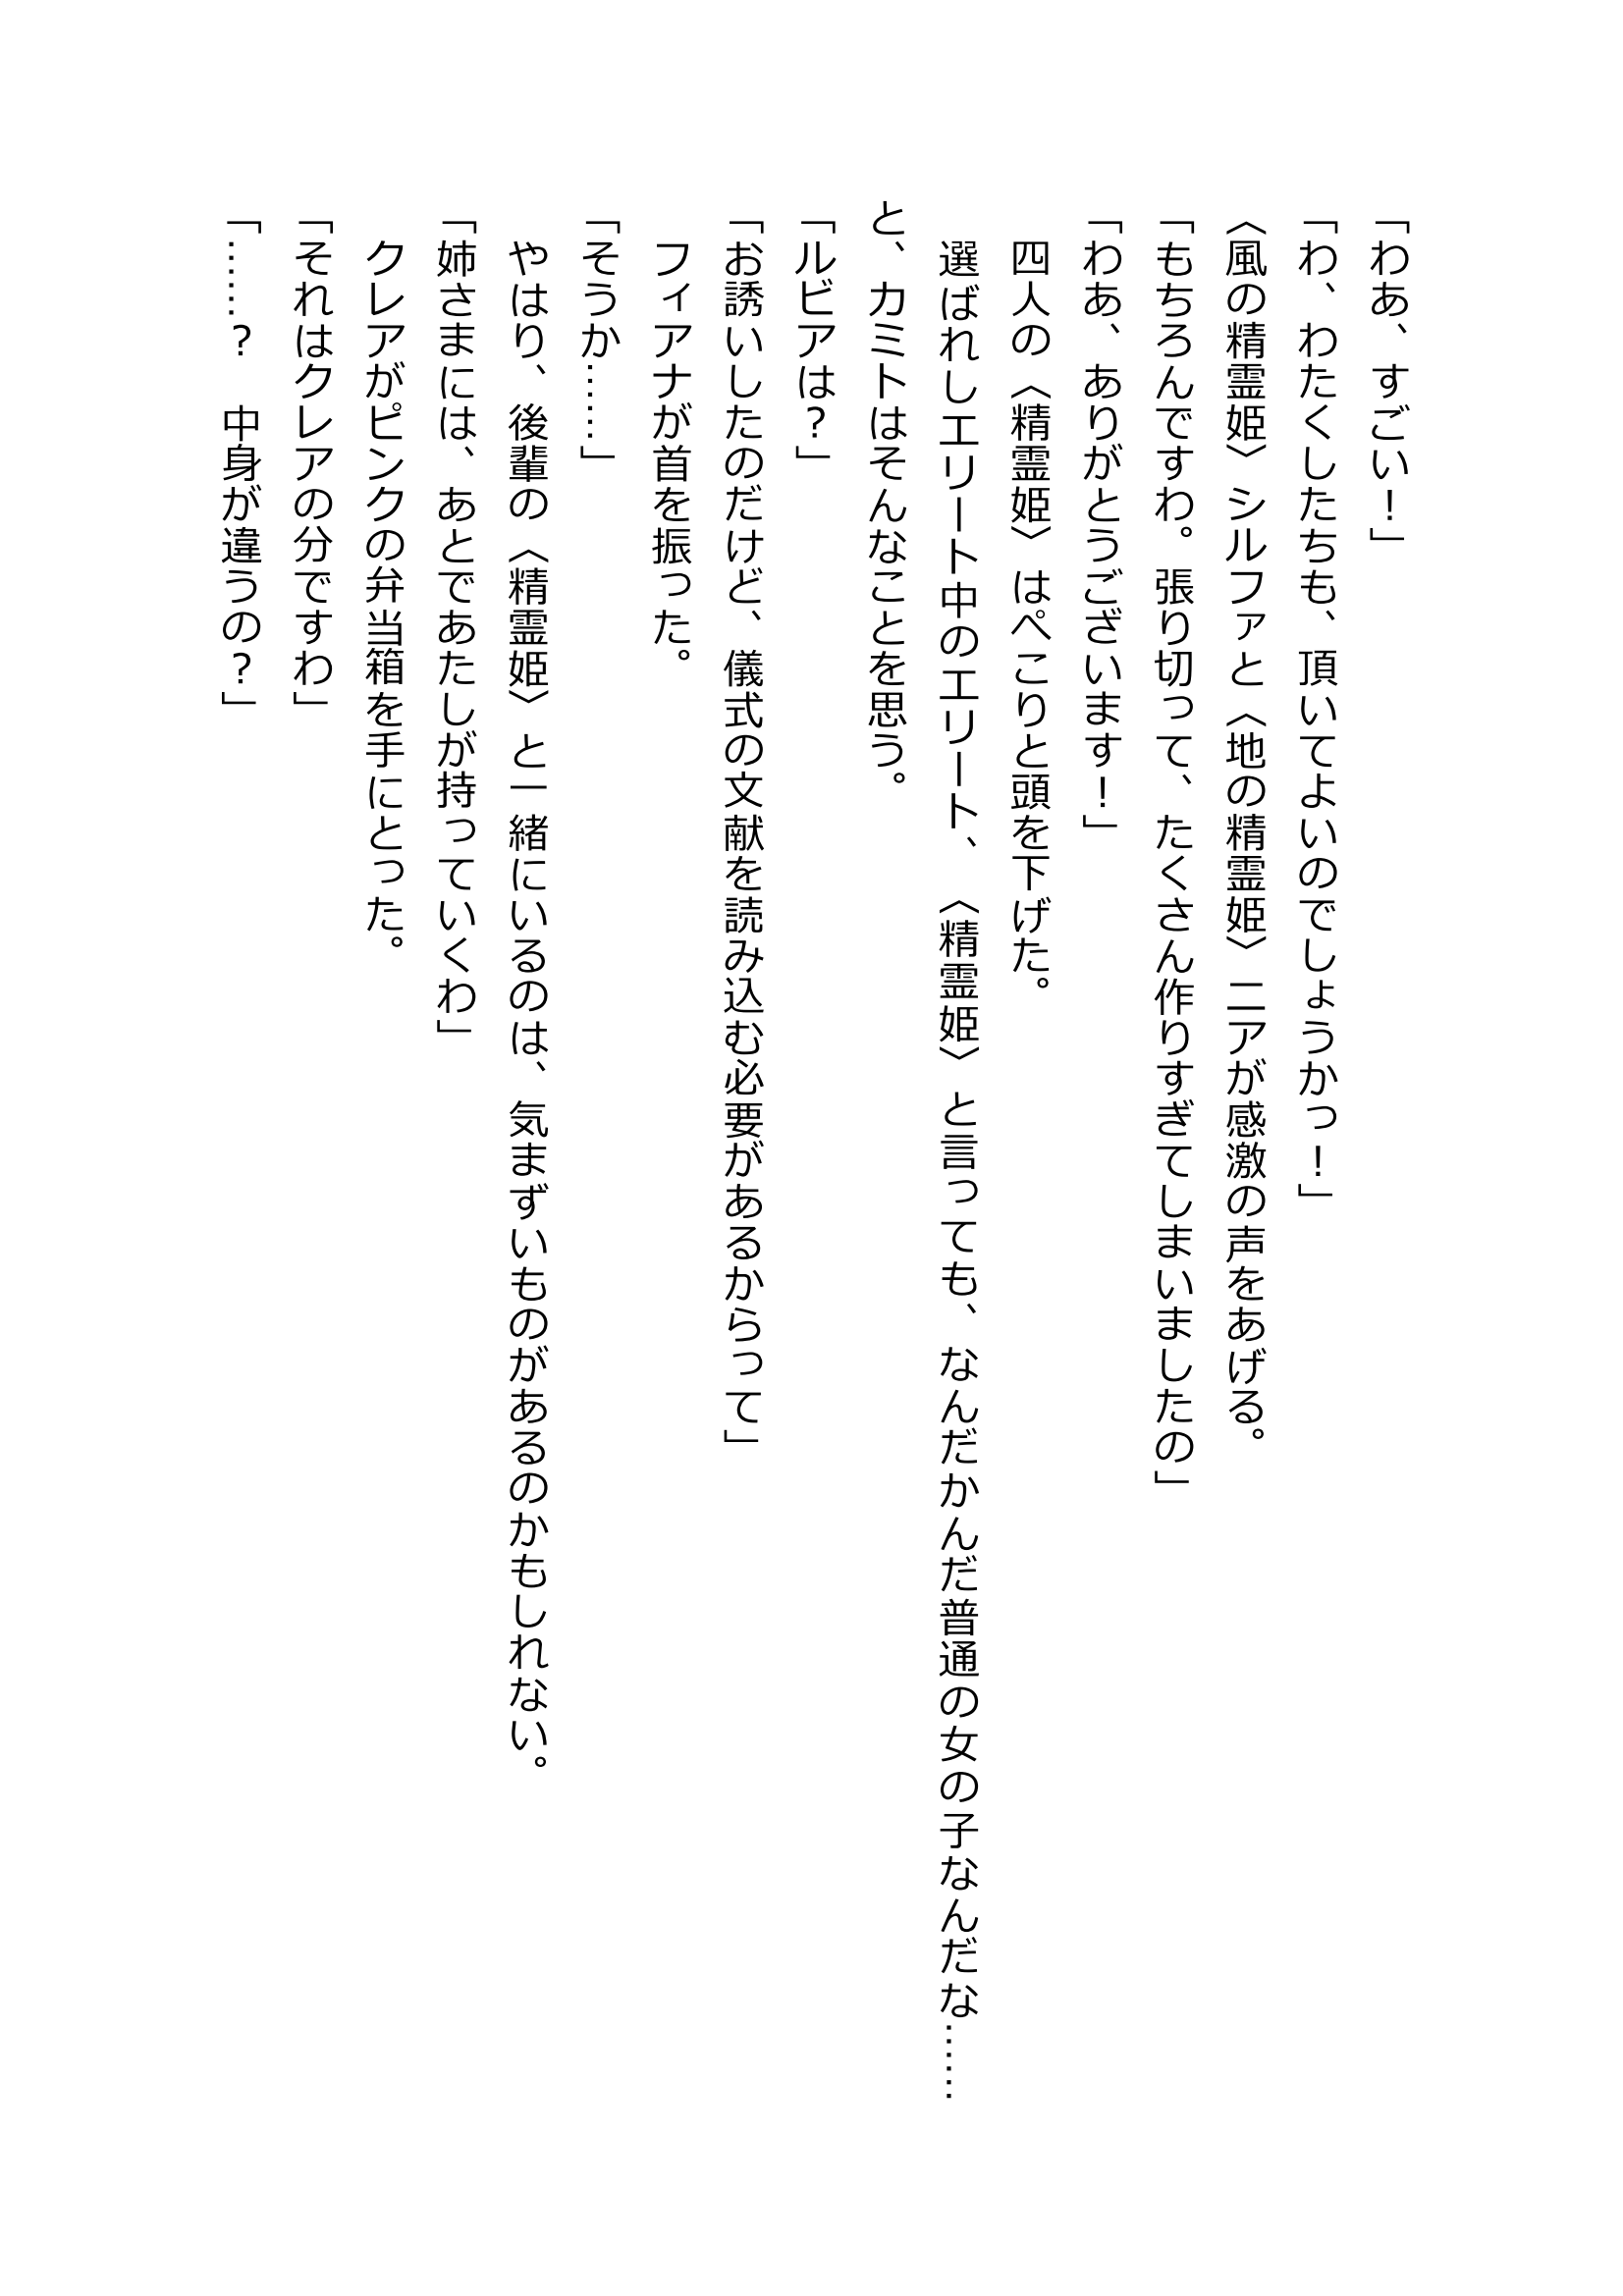 「わあ、すごい！」
「わ、わたくしたちも、頂いてよいのでしょうかっ！」
〈風の精霊姫〉シルファと〈地の精霊姫〉ニアが感激の声をあげる。
「もちろんですわ。張り切って、たくさん作りすぎてしまいましたの」
「わあ、ありがとうございます！」
　四人の〈精霊姫〉はぺこりと頭を下げた。
　選ばれしエリート中のエリート、〈精霊姫〉と言っても、なんだかんだ普通の女の子なんだな……
と、カミトはそんなことを思う。
「ルビアは？」
「お誘いしたのだけど、儀式の文献を読み込む必要があるからって」
　フィアナが首を振った。
「そうか……」
　やはり、後輩の〈精霊姫〉と一緒にいるのは、気まずいものがあるのかもしれない。
「姉さまには、あとであたしが持っていくわ」
　クレアがピンクの弁当箱を手にとった。
「それはクレアの分ですわ」
「……？　中身が違うの？」